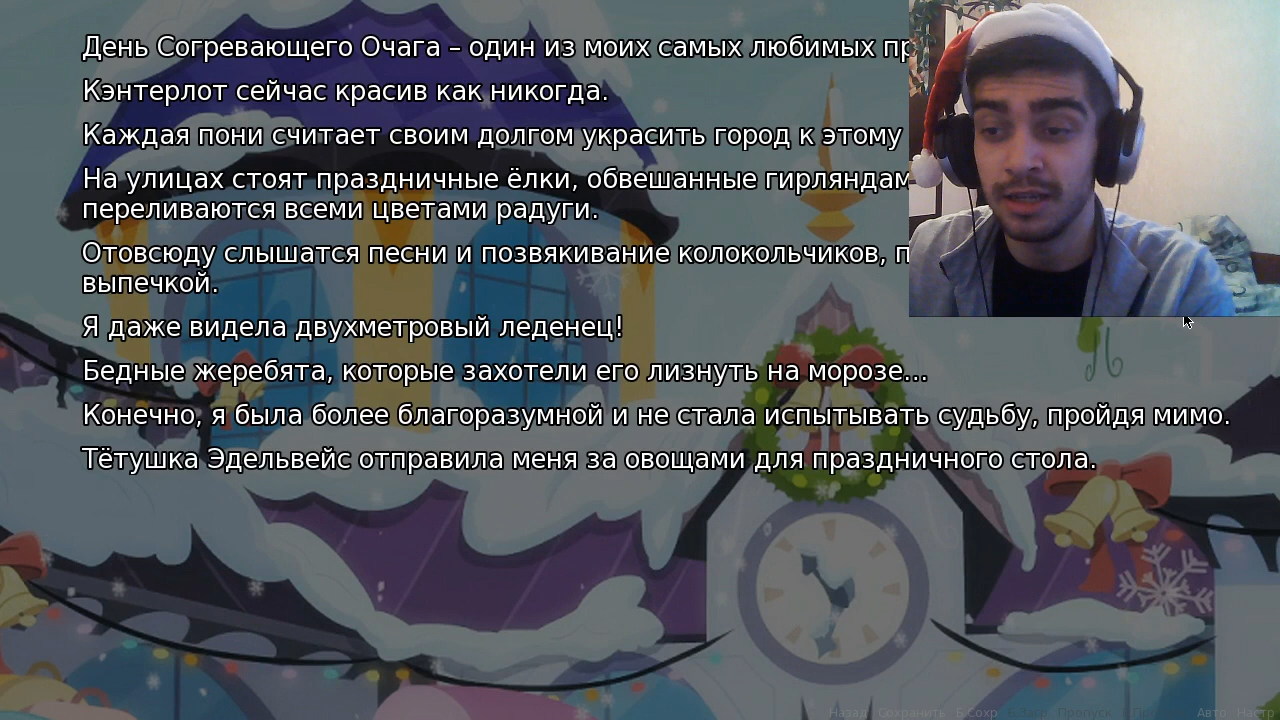 День Согревающего Очага – один из моих самых любимых
Кэнтерлот сейчас красив как никогда.
Каждая пони считает своим долгом украсить город к этому
На улицах стоят праздничные ёлки, обвешанные
переливаются всеми цветами радуги.
Отовсюду слышатся песни и позвякивание колокольчиков,
выпечкой.
Я даже видела двухметровый леденец!
Бедные жеребята, которые захотели его лизнуть на морозе...
Конечно, я была более благоразумной и не стала испытывать судьбу, пройдя мимо.
Тётушка Эдельвейс отправила меня за овощами для праздничного стола.
Назад Сохранить Б.Сохр Пропуск Авто